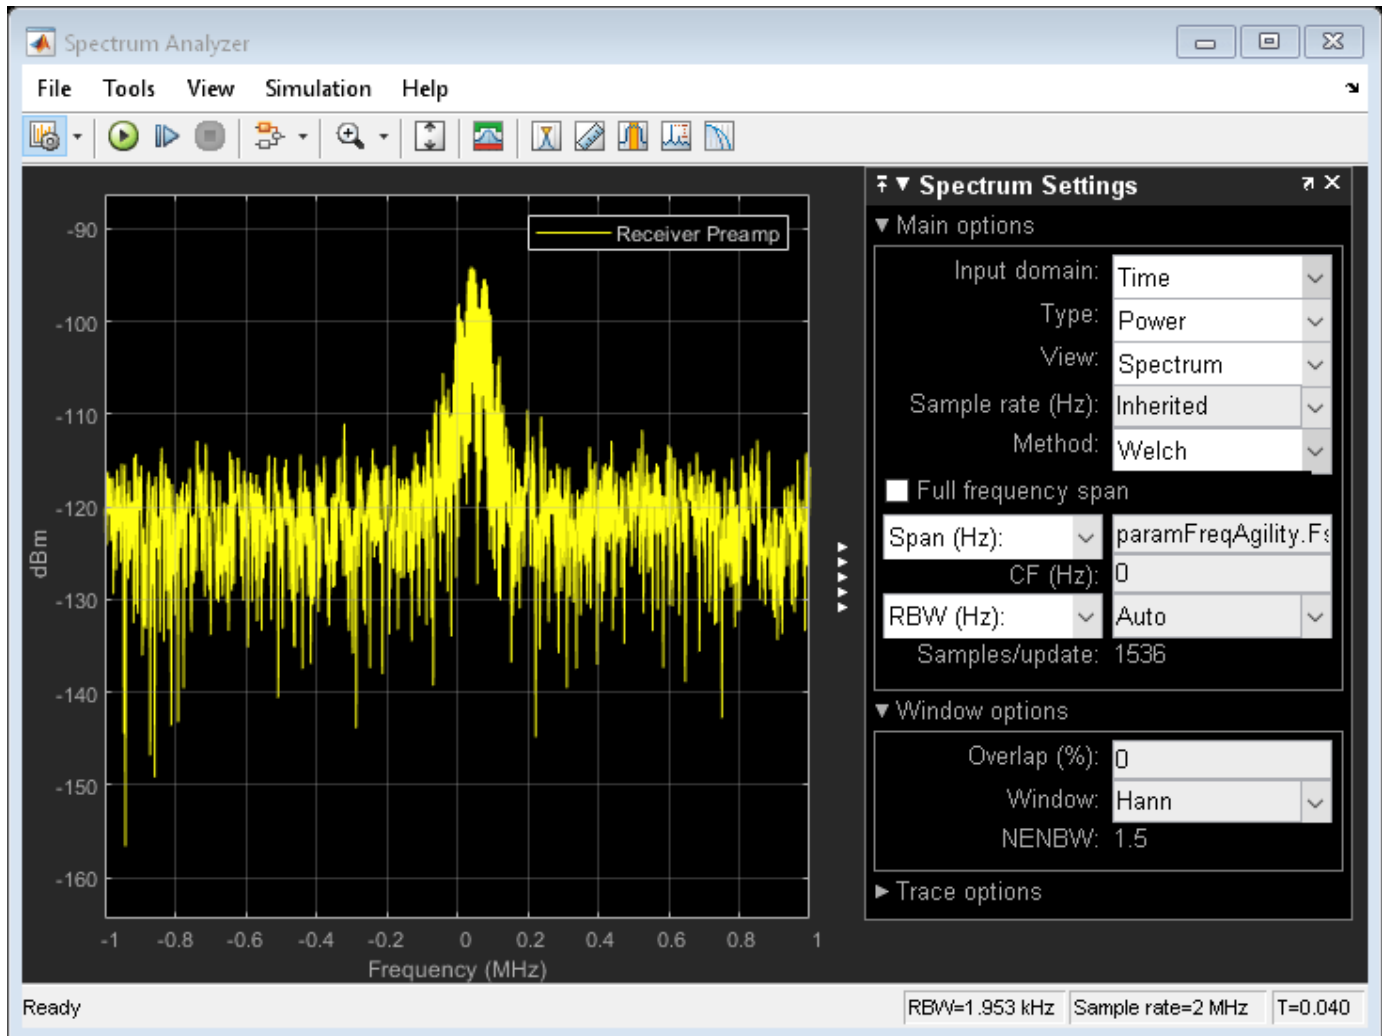 Spectrum Analyzer
File Tools View Simulation Help
Receiver Preamp
-90
-100
-110
-120
-130
-140
-150
-160
dBm
-1 -0.8 -0.6 -0.4 -0.2 0 0.2 0.4 0.6 0.8 1
Frequency (MHz)
Spectrum Settings
Main options
Input domain: Time
Type: Power
View: Spectrum
Sample rate (Hz): Inherited
Method: Welch
Full frequency span
Span (Hz): paramFreqAgility.Fs
CF (Hz): 0
RBW (Hz): Auto
Samples/update: 1536
Window options
Overlap (%): 0
Window: Hann
NENBW: 1.5
Trace options
Ready RBW=1.953 kHz Sample rate=2 MHz T=0.040